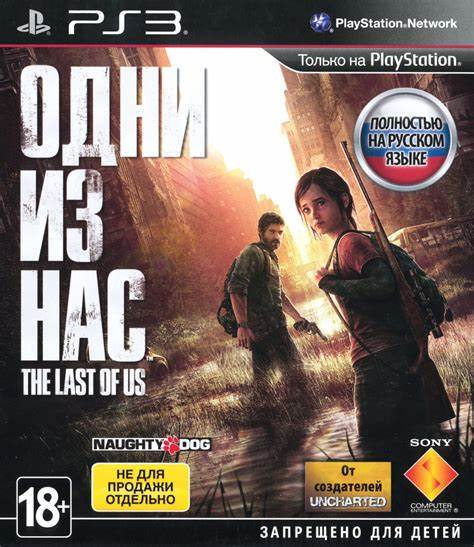 PS3
PlayStation®Network
Только на PlayStation®
ОДНИ
ИЗ
НАС™
THE LAST OF US
ПОЛНОСТЬЮ
НА РУССКОМ
ЯЗЫКЕ
NAUGHTY DOG
НЕ ДЛЯ
ПРОДАЖИ
ОТДЕЛЬНО
От
создателей
UNCHARTED
SONY
COMPUTER
ENTERTAINMENT®
18+
ЗАПРЕЩЕНО ДЛЯ ДЕТЕЙ